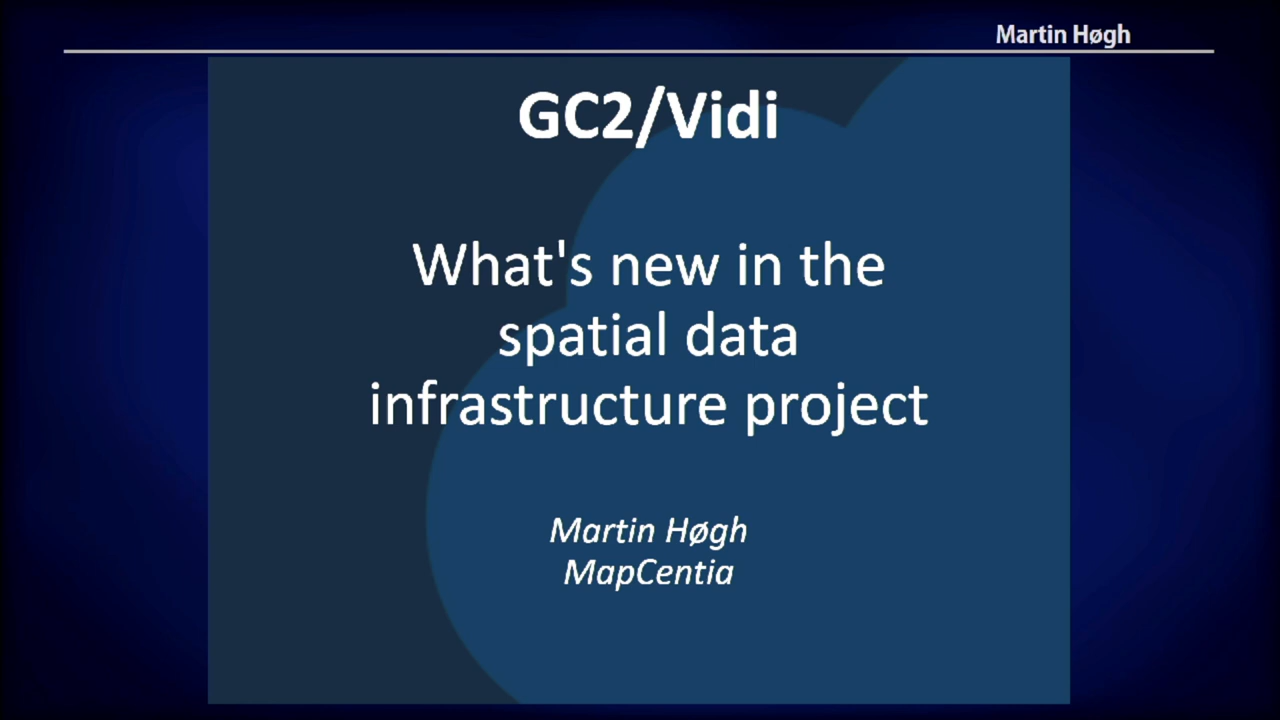 Martin Høgh
GC2/Vidi
What's new in the
spatial data
infrastructure project
Martin Høgh
MapCentia